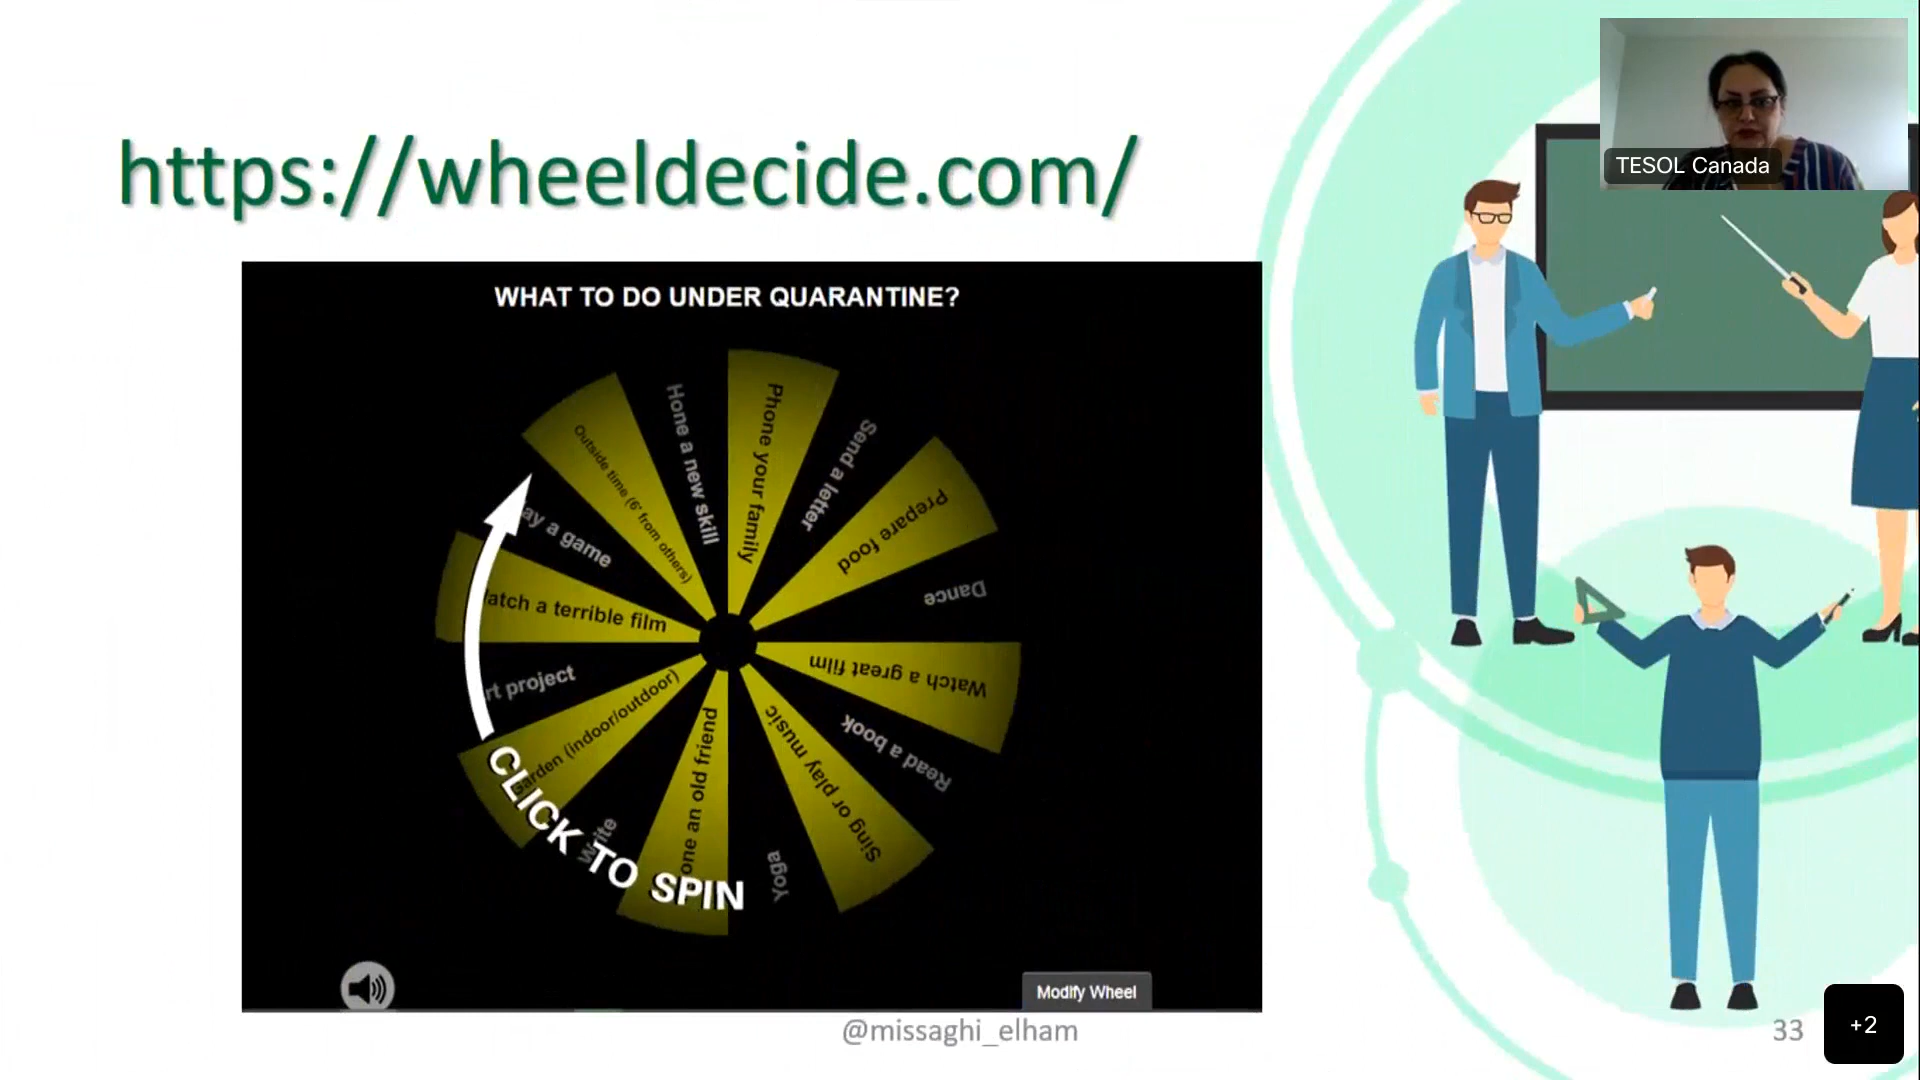 https://wheeldecide.com/
TESOL Canada
WHAT TO DO UNDER QUARANTINE?
Phone your family
Send a letter
Prepare food
Dance
Watch a great film
Read a book
Sing or play music
Yoga
one an old friend
Write
arden (indoor/outdoor)
rt project
atch a terrible film
ay a game
Outside time (6' from others)
Hone a new skill
CLICK TO SPIN
Modify Wheel
@missaghi_elham
33
+2